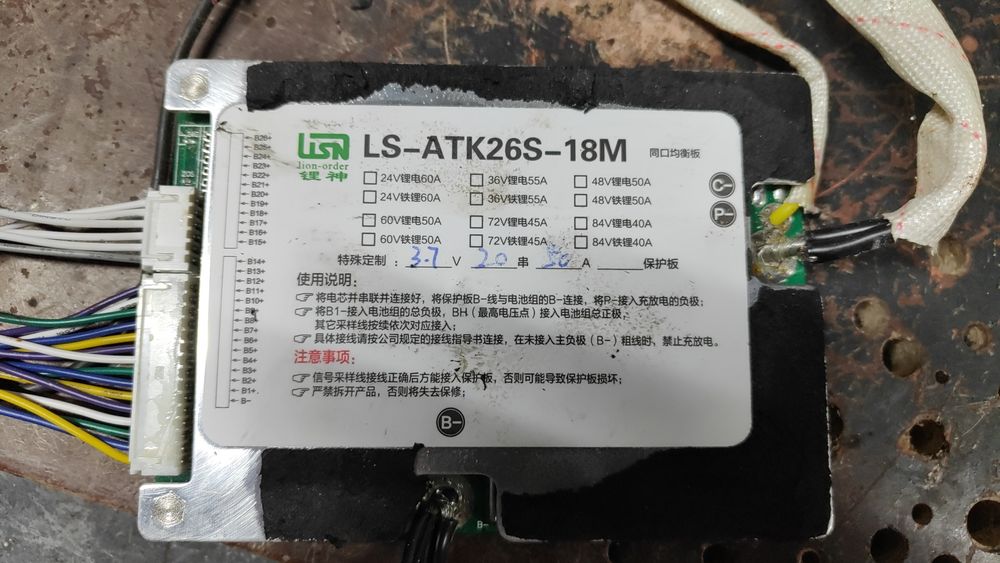 LISN
lion-order
锂神
LS-ATK26S-18M 同口均衡板
24V锂电60A 36V锂电55A 48V锂电50A
24V铁锂60A 36V铁锂55A 48V铁锂50A
60V锂电50A 72V锂电45A 84V锂电40A
60V铁锂50A 72V铁锂45A 84V铁锂40A
特殊定制：3.7 V 20 串 50 A 保护板
使用说明：
将电芯并串联并连接好，将保护板B-线与电池组的B-连接，将P-接入充放电的负极；
将B1-接入电池组的总负极，BH（最高电压点）接入电池组总正极，
其它采样线按续依次对应接入；
具体接线请按公司规定的接线指导书连接，在未接入主负极（B-）粗线时，禁止充放电。
注意事项：
信号采样线接线正确后方能接入保护板，否则可能导致保护板损坏；
严禁拆开产品，否则将失去保修；
C-
P-
B-
B-
B26+
B25+
B24+
B23+
B22+
B21+
B20+
B19+
B18+
B17+
B16+
B15+
B14+
B13+
B12+
B11+
B10+
B9+
B8+
B7+
B6+
B5+
B4+
B3+
B2+
B1+
B-